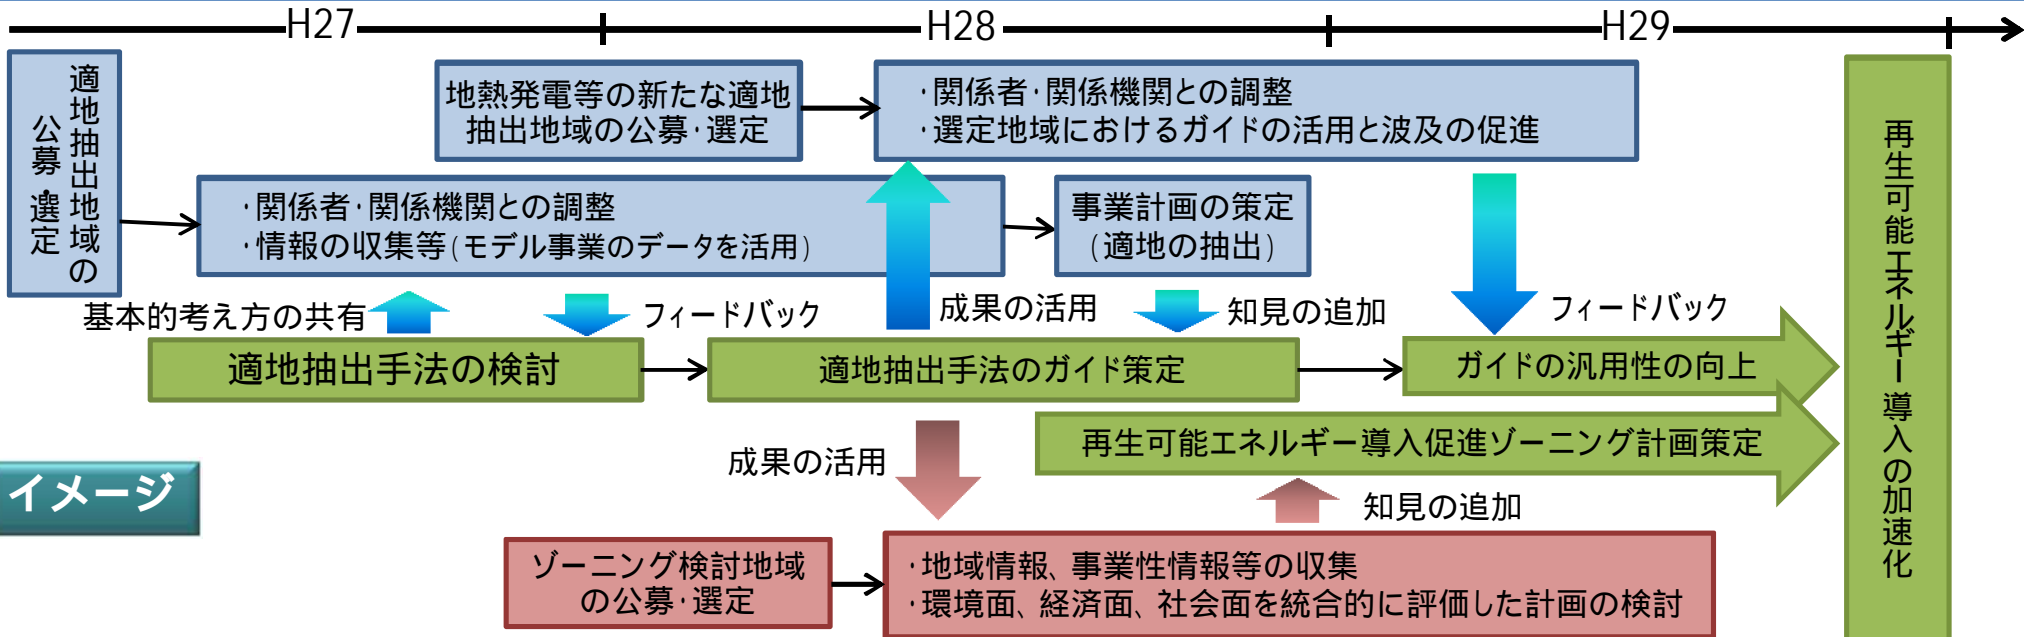 H27
H28
H29
適地抽出地域の
公募・選定
地熱発電等の新たな適地
抽出地域の公募・選定
・関係者・関係機関との調整
・選定地域におけるガイドの活用と波及の促進
・関係者・関係機関との調整
・情報の収集等(モデル事業のデータを活用)
事業計画の策定
(適地の抽出)
基本的考え方の共有
フィードバック
成果の活用
知見の追加
フィードバック
適地抽出手法の検討
適地抽出手法のガイド策定
ガイドの汎用性の向上
再生可能エネルギー導入促進ゾーニング計画策定
成果の活用
知見の追加
イメージ
ゾーニング検討地域
の公募・選定
・地域情報、事業性情報等の収集
・環境面、経済面、社会面を統合的に評価した計画の検討
再生可能エネルギー導入の加速化